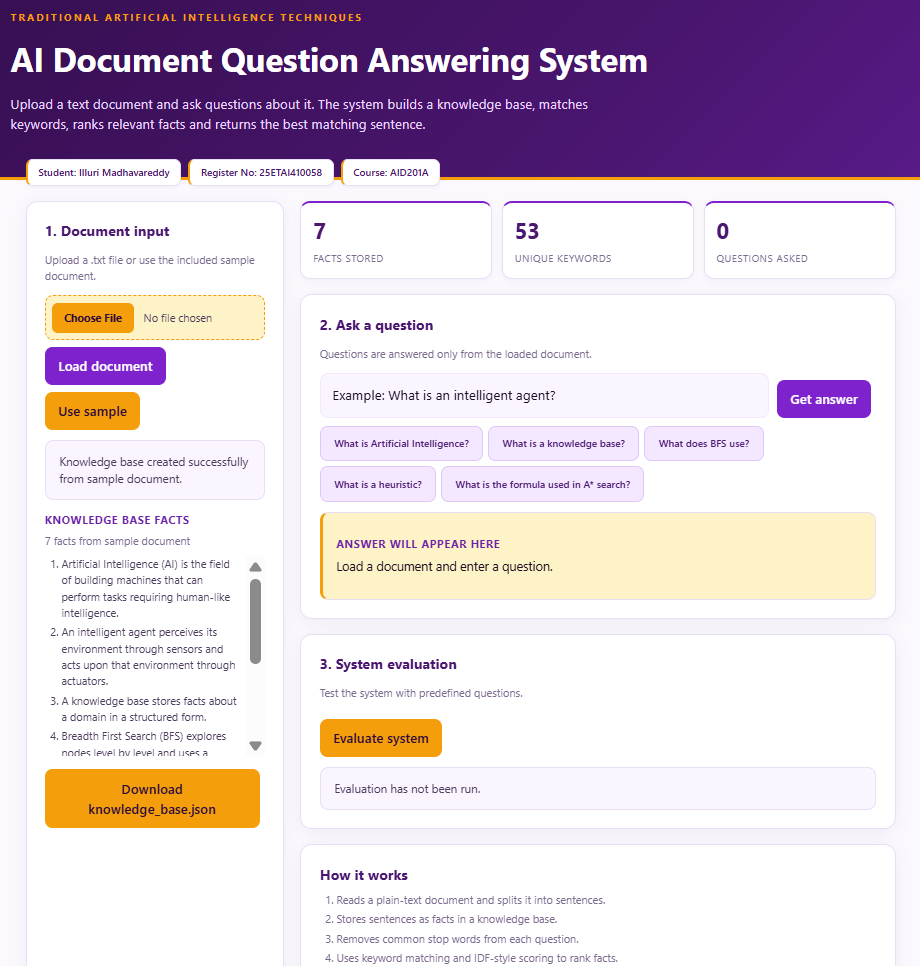 TRADITIONAL ARTIFICIAL INTELLIGENCE TECHNIQUES
AI Document Question Answering System
Upload a text document and ask questions about it. The system builds a knowledge base, matches
keywords, ranks relevant facts and returns the best matching sentence.
Student: Illuri Madhavareddy
Register No: 25ETAI410058
Course: AID201A
1. Document input
Upload a .txt file or use the included sample
document.
Choose File No file chosen
Load document
Use sample
Knowledge base created successfully
from sample document.
KNOWLEDGE BASE FACTS
7 facts from sample document
1. Artificial Intelligence (AI) is the field
of building machines that can
perform tasks requiring human-like
intelligence.
2. An intelligent agent perceives its
environment through sensors and
acts upon that environment through
actuators.
3. A knowledge base stores facts about
a domain in a structured form.
4. Breadth First Search (BFS) explores
nodes level by level and uses a
Download
knowledge_base.json
7
FACTS STORED
53
UNIQUE KEYWORDS
0
QUESTIONS ASKED
2. Ask a question
Questions are answered only from the loaded document.
Example: What is an intelligent agent?
Get answer
What is Artificial Intelligence?
What is a knowledge base?
What does BFS use?
What is a heuristic?
What is the formula used in A* search?
ANSWER WILL APPEAR HERE
Load a document and enter a question.
3. System evaluation
Test the system with predefined questions.
Evaluate system
Evaluation has not been run.
How it works
1. Reads a plain-text document and splits it into sentences.
2. Stores sentences as facts in a knowledge base.
3. Removes common stop words from each question.
4. Uses keyword matching and IDF-style scoring to rank facts.